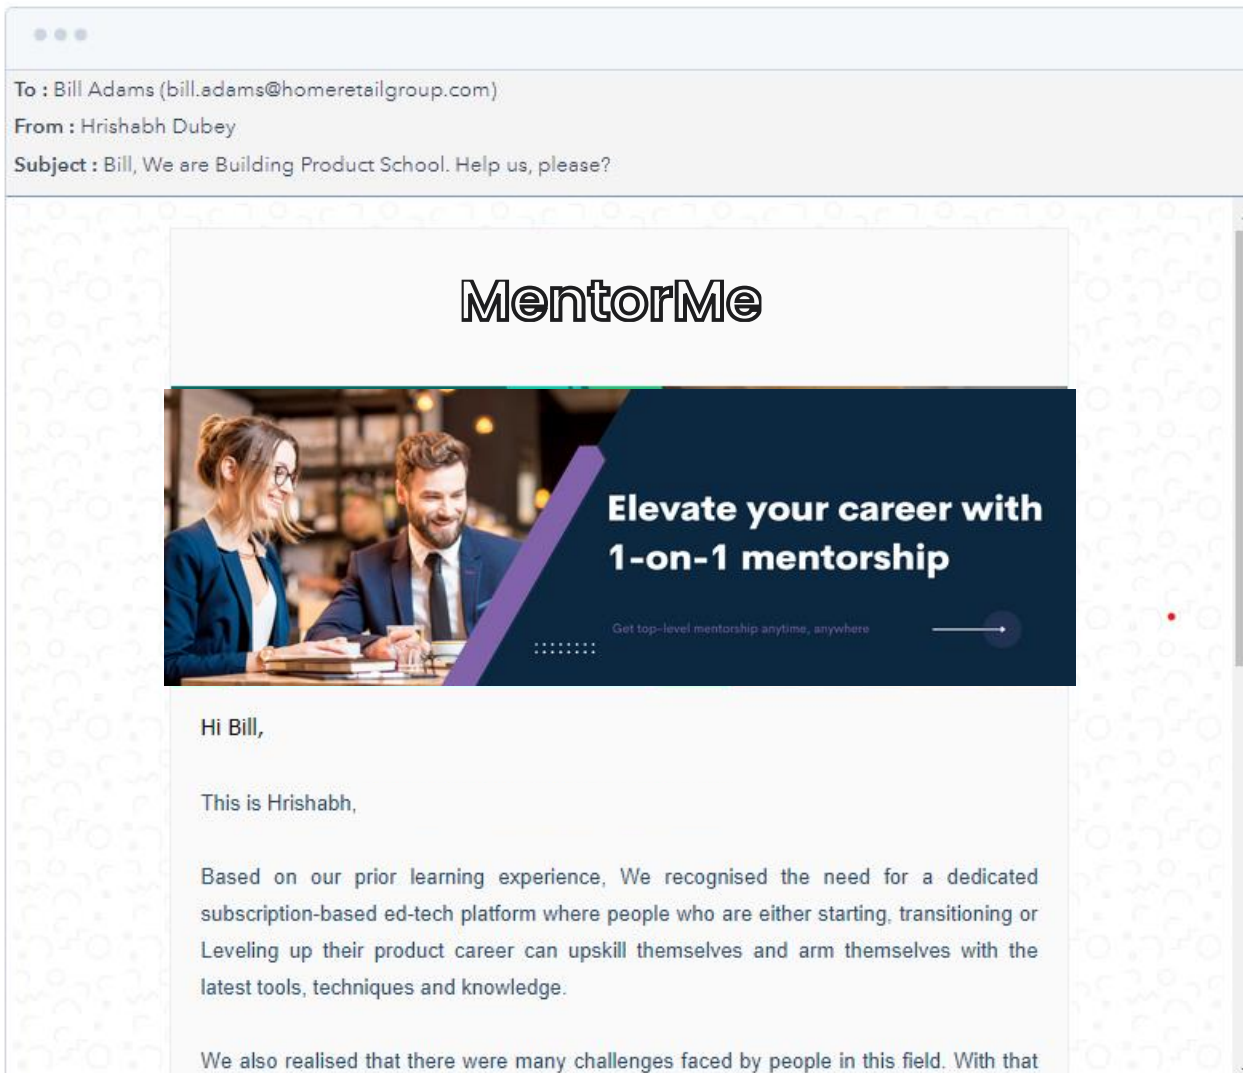 To : Bill Adams (bill.adams@homeretailgroup.com)
From : Hrishabh Dubey
Subject : Bill, We are Building Product School. Help us, please?
MentorMe
Elevate your career with
1-on-1 mentorship
Get top-level mentorship anytime, anywhere
Hi Bill,
This is Hrishabh,
Based on our prior learning experience, We recognised the need for a dedicated
subscription-based ed-tech platform where people who are either starting, transitioning or
Leveling up their product career can upskill themselves and arm themselves with the
latest tools, techniques and knowledge.
We also realised that there were many challenges faced by people in this field. With that